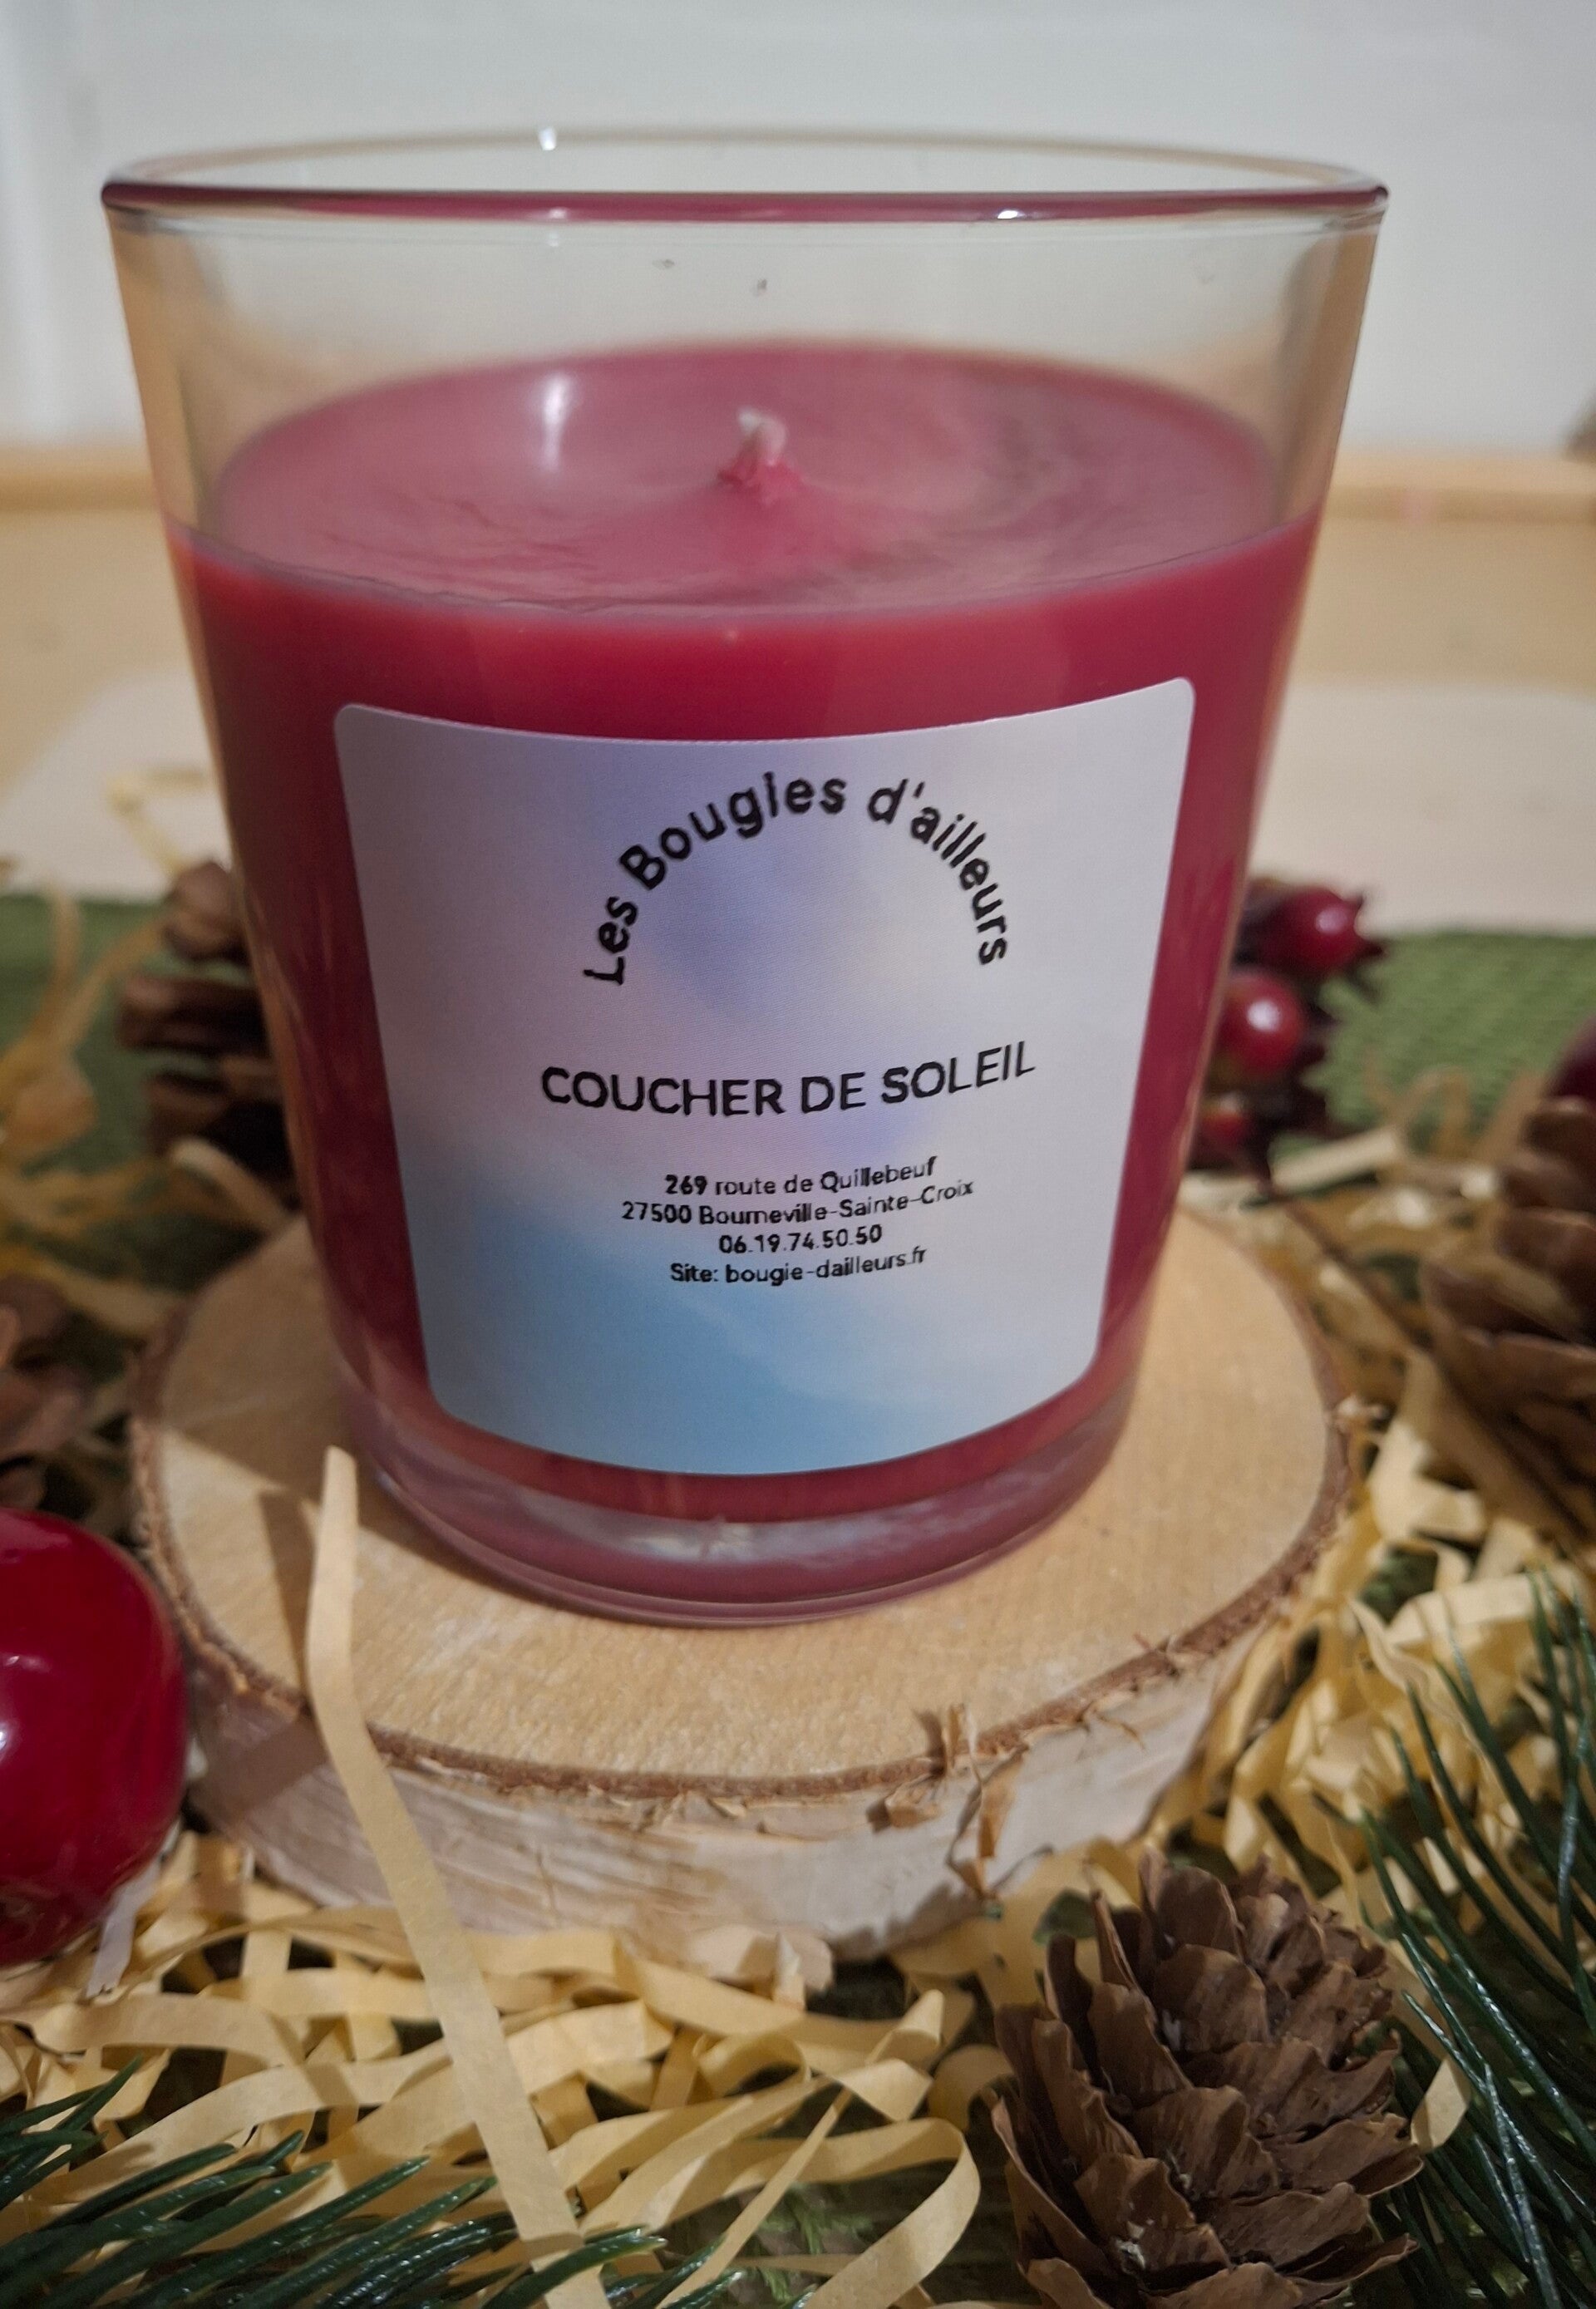 Les Bougies d'ailleurs
COUCHER DE SOLEIL
269 route de Quillebeuf
27500 Bourneville-Sainte-Croix
06.19.74.50.50
Site: bougie-dailleurs.fr